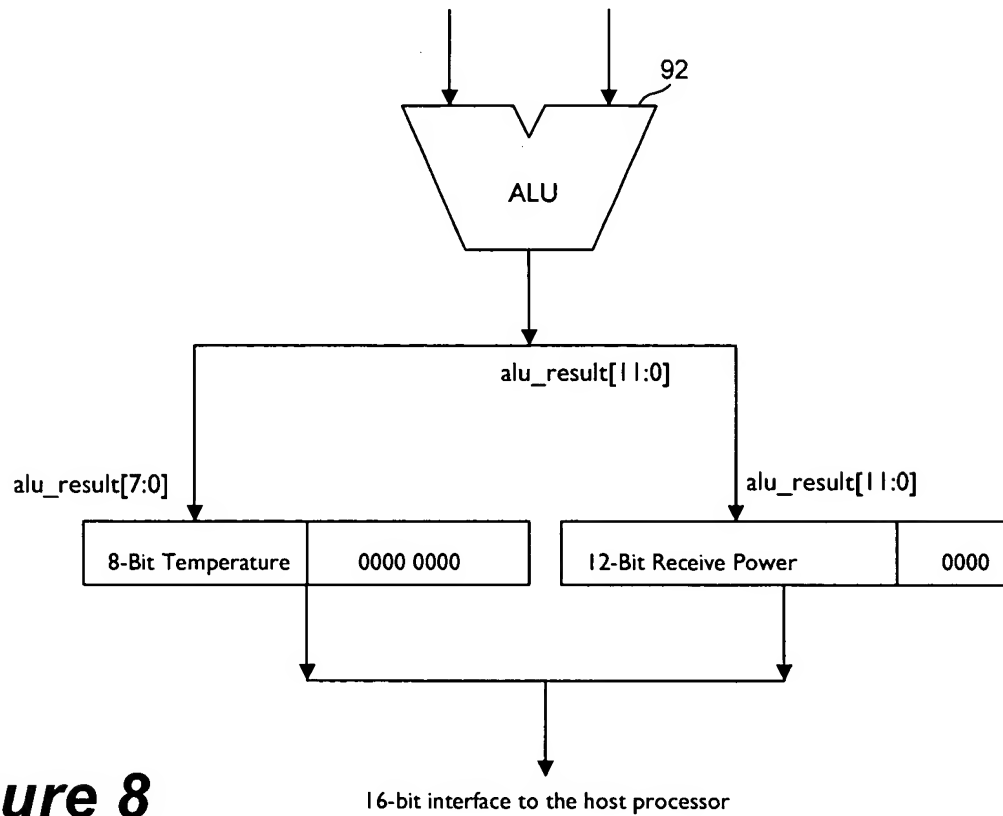 92
ALU
alu_result[11:0]
alu_result[7:0]
alu_result[11:0]
8-Bit Temperature
0000 0000
12-Bit Receive Power
0000
ure 8
16-bit interface to the host processor